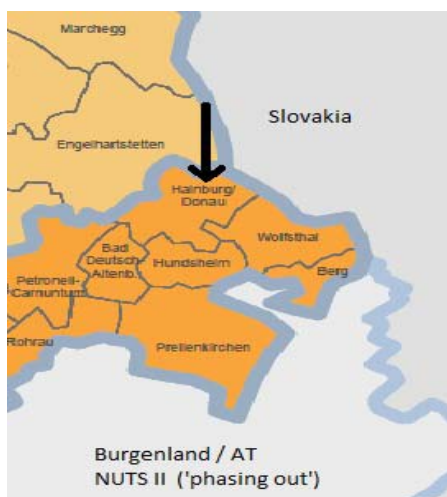 Marchegg
Slovakia
Engelhartstetten
Hainburg/
Donau
Wolfsthal
Bad
Deutsch-
Altenb.
Hundsheim
Berg
Petronell-
Carnuntum
Rohrau
Prellenkirchen
Burgenland / AT
NUTS II ('phasing out')